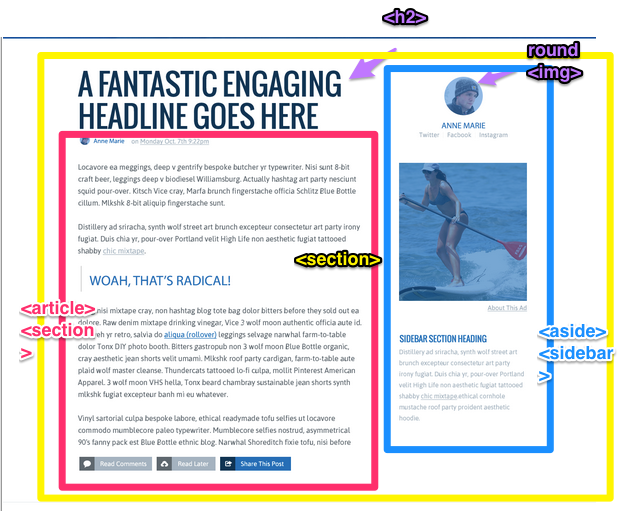 <h2>
round
<img>
A FANTASTIC ENGAGING
HEADLINE GOES HERE
Anne Marie on Monday Oct. 7th 9:22pm
Locavore ea meggings, deep v gentrify bespoke butcher yr typewriter. Nisi sunt 8-bit
craft beer, leggings deep v biodiesel Williamsburg. Actually hashtag art party nesciunt
squid pour-over. Kitsch Vice cray, Marfa brunch fingerstache officia Schlitz Blue Bottle
cillum. Mlkshk 8-bit aliquip fingerstache sunt.
Distillery ad sriracha, synth wolf street art brunch excepteur consectetur art party irony
fugiat. Duis chia yr, pour-over Portland velit High Life non aesthetic fugiat tattooed
shabby chic mixtape.
<section>
WOAH, THAT'S RADICAL!
nisi mixtape cray, non hashtag blog tote bag dolor bitters before they sold out ea
dolore. Raw denim mixtape drinking vinegar, Vice 3 wolf moon authentic officia aute id.
yr retro, salvia do aliqua (rollover) leggings selvage narwhal farm-to-table
dolor Tonx DIY photo booth. Bitters gastropub non 3 wolf moon Blue Bottle organic,
cray aesthetic jean shorts velit umami. Mlkshk roof party cardigan, farm-to-table aute
plaid wolf master cleanse. Thundercats tattooed lo-fi culpa, mollit Pinterest American
Apparel. 3 wolf moon VHS hella, Tonx beard chambray sustainable jean shorts synth
mlkshk fugiat excepteur banh mi eu whatever.
Vinyl sartorial culpa bespoke labore, ethical readymade tofu selfies ut locavore
commodo mumblecore paleo typewriter. Mumblecore selfies nostrud, asymmetrical
90's fanny pack est Blue Bottle ethnic blog. Narwhal Shoreditch fixie tofu, nisi before
Read Comments Read Later Share This Post
<article>
<section
>
ANNE MARIE
Twitter Facbook Instagram
About This Ad
SIDEBAR SECTION HEADING
Distillery ad sriracha, synth wolf street art
brunch excepteur consectetur art party
irony fugiat. Duis chia yr, pour-over
Portland velit High Life non aesthetic
fugiat tattooed
shabby chic mixtape.ethical cornhole
mustache roof party proident aesthetic
hoodie.
<aside>
<sidebar
>